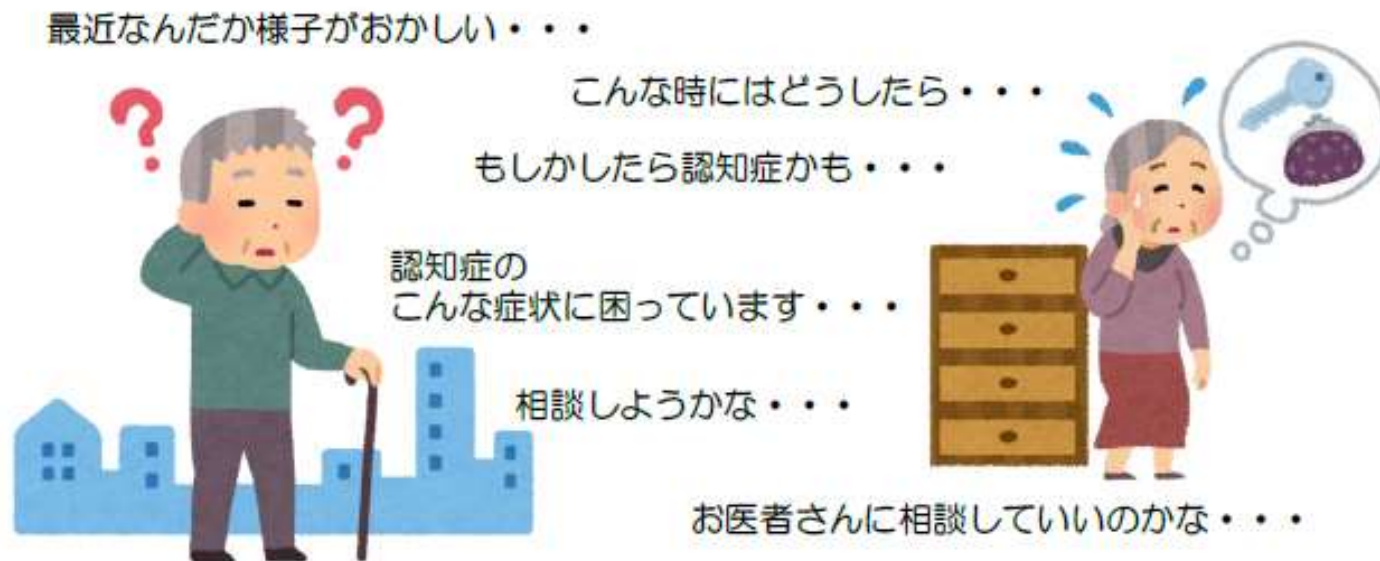 最近なんだか様子がおかしい・・・
こんな時にはどうしたら・・・
もしかしたら認知症かも・・・
認知症の
こんな症状に困っています・・・
相談しようかな・・・
お医者さんに相談していいのかな・・・